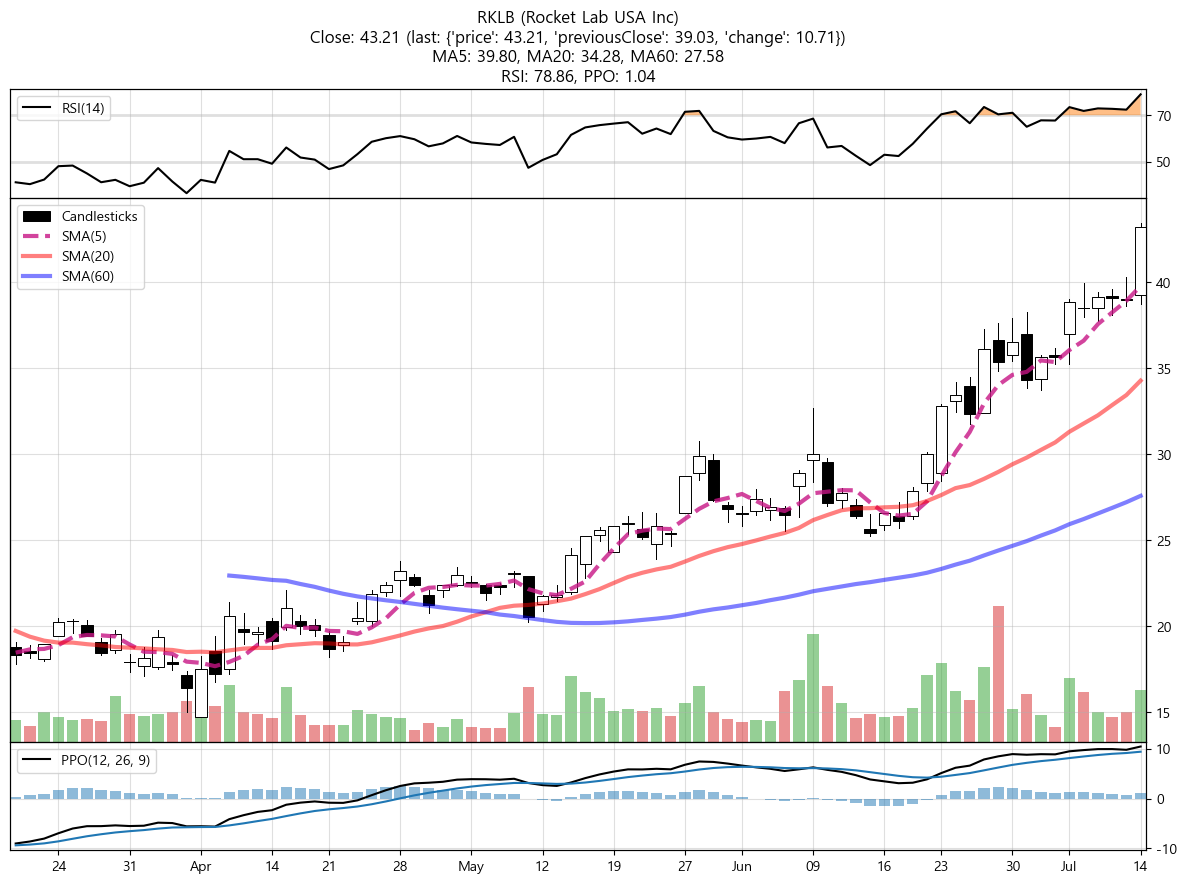 RKLB (Rocket Lab USA Inc)
Close: 43.21 (last: {'price': 43.21, 'previousClose': 39.03, 'change': 10.71})
MA5: 39.80, MA20: 34.28, MA60: 27.58
RSI: 78.86, PPO: 1.04
RSI(14)
70
50
Candlesticks
SMA(5)
SMA(20)
SMA(60)
40
35
30
25
20
15
PPO(12, 26, 9)
10
0
-10
24 31 Apr 14 21 28 May 12 19 27 Jun 09 16 23 30 Jul 14